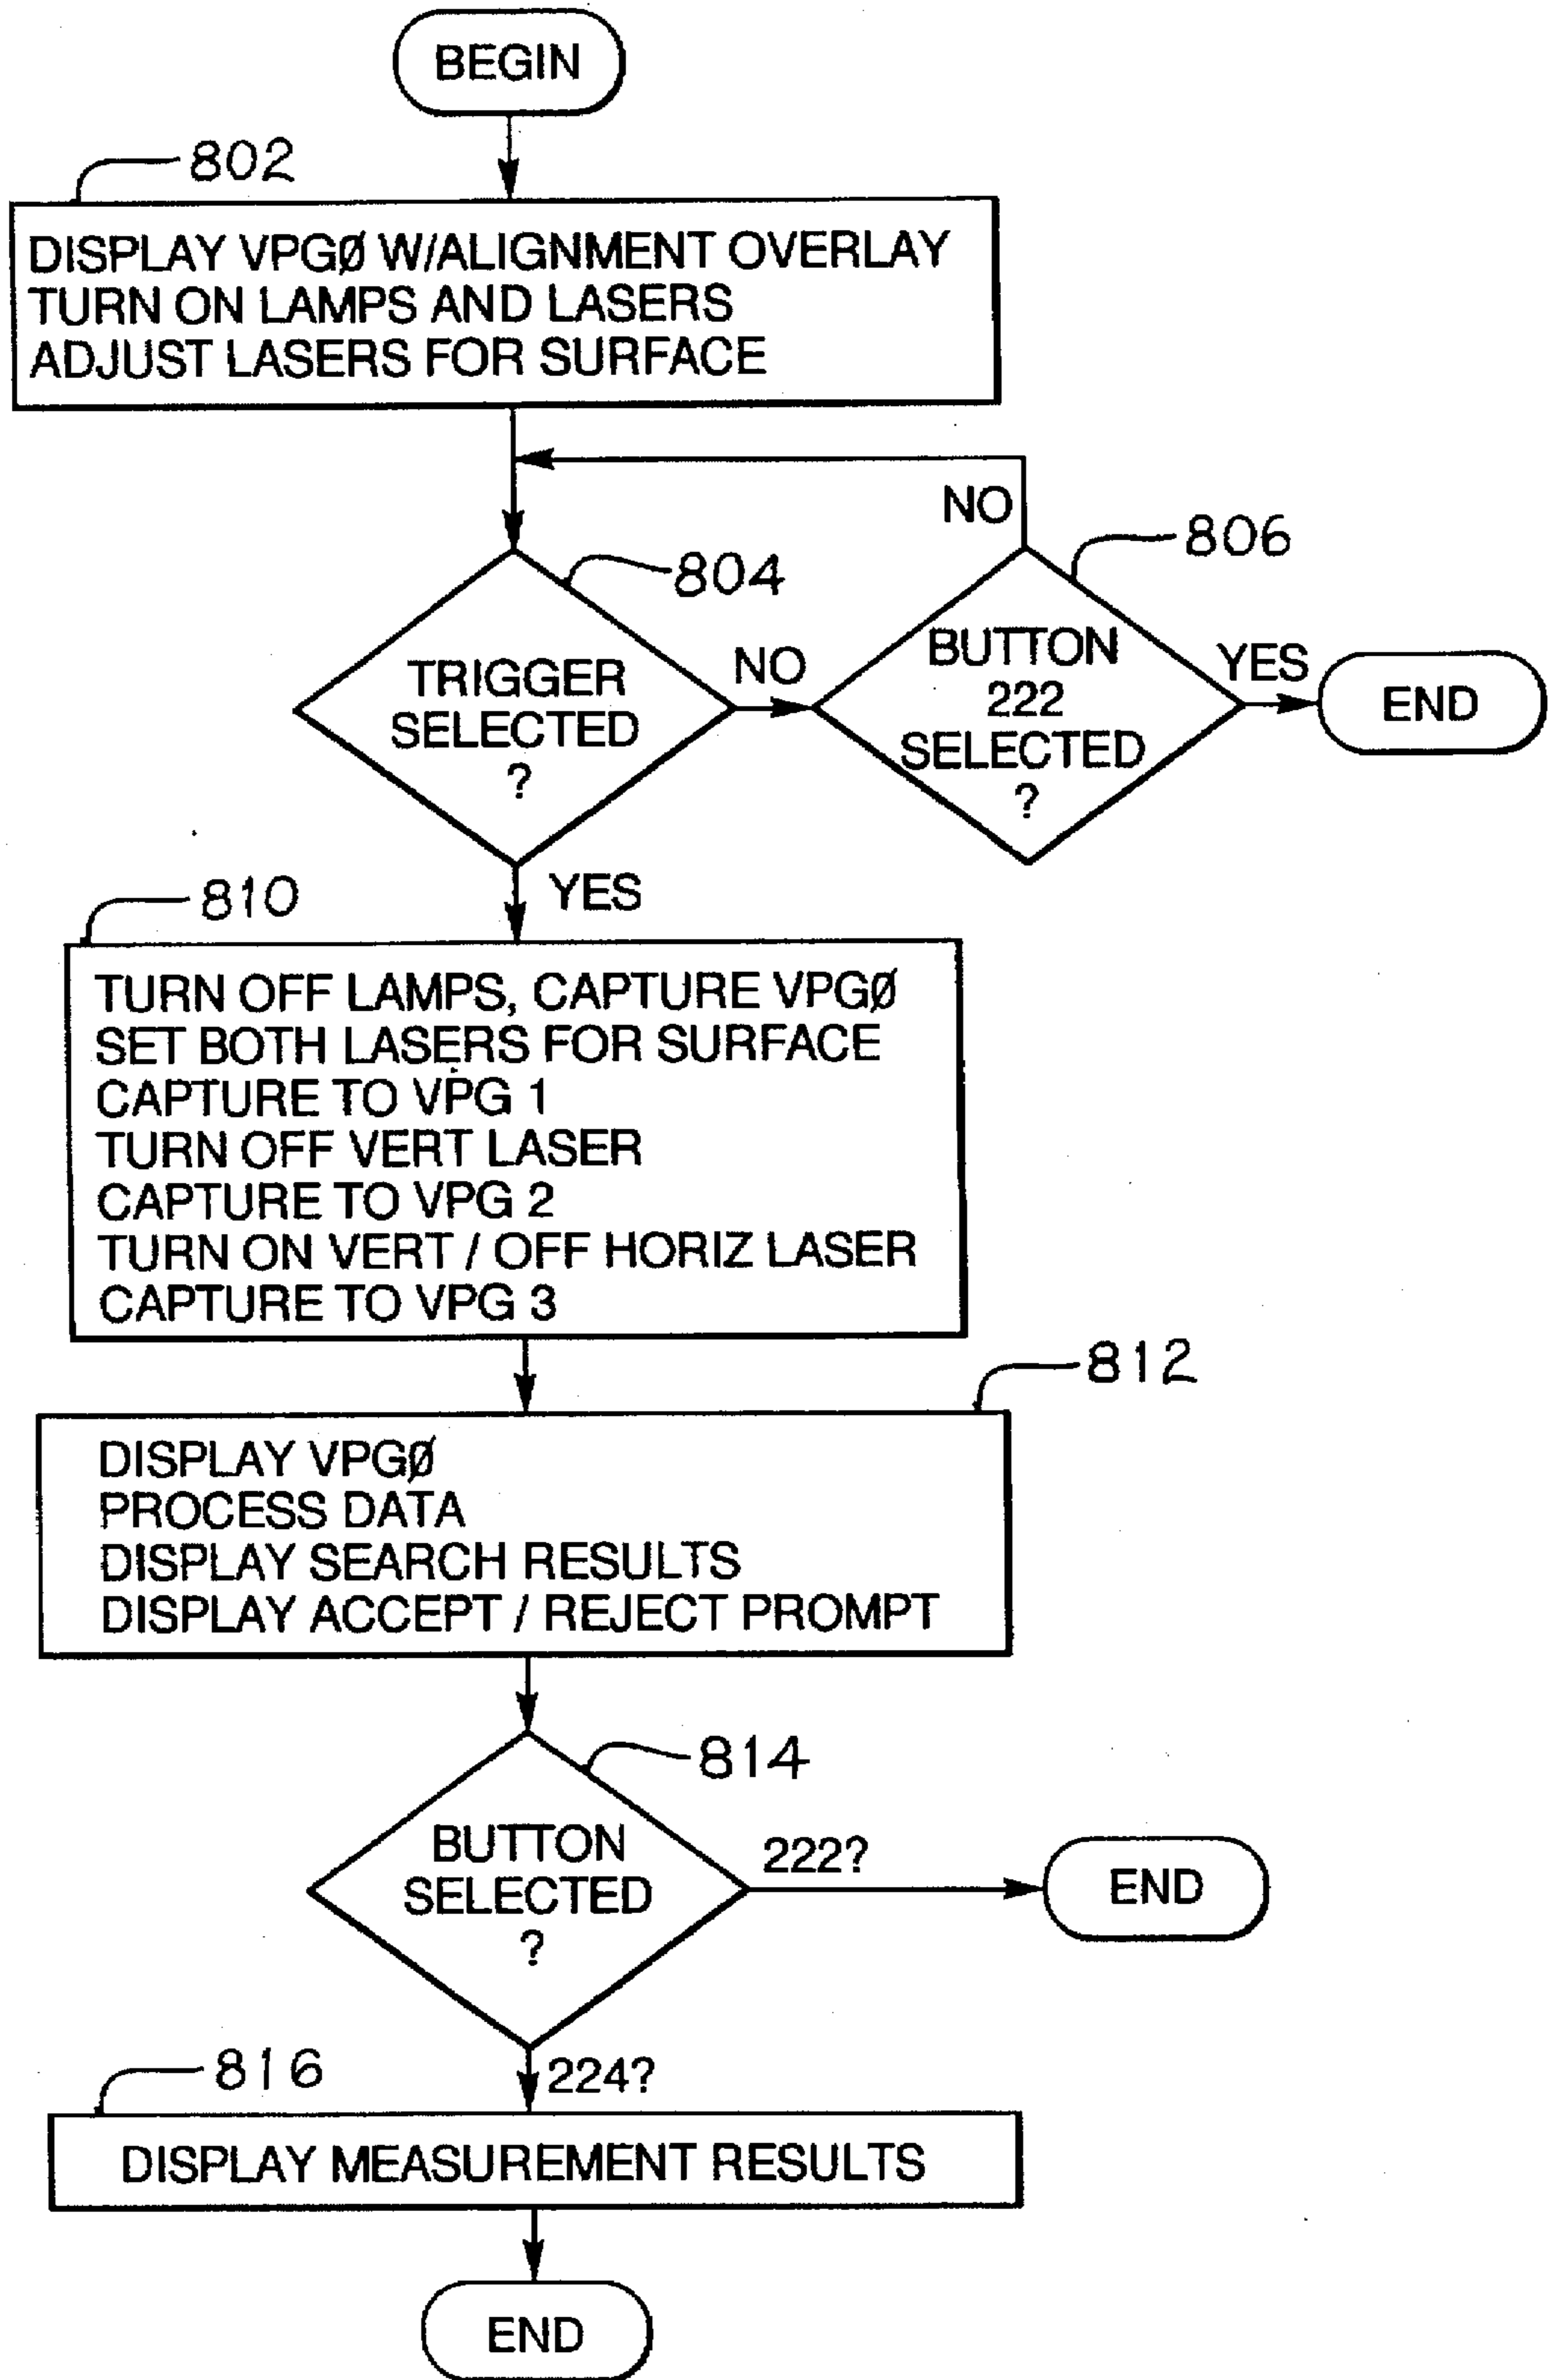 BEGIN
802
DISPLAY VPGØ W/ALIGNMENT OVERLAY
TURN ON LAMPS AND LASERS
ADJUST LASERS FOR SURFACE
NO
806
804
TRIGGER
SELECTED
?
NO
BUTTON
222
SELECTED
?
YES
END
YES
810
TURN OFF LAMPS, CAPTURE VPGØ
SET BOTH LASERS FOR SURFACE
CAPTURE TO VPG 1
TURN OFF VERT LASER
CAPTURE TO VPG 2
TURN ON VERT / OFF HORIZ LASER
CAPTURE TO VPG 3
812
DISPLAY VPGØ
PROCESS DATA
DISPLAY SEARCH RESULTS
DISPLAY ACCEPT / REJECT PROMPT
814
BUTTON
SELECTED
?
222?
END
224?
816
DISPLAY MEASUREMENT RESULTS
END